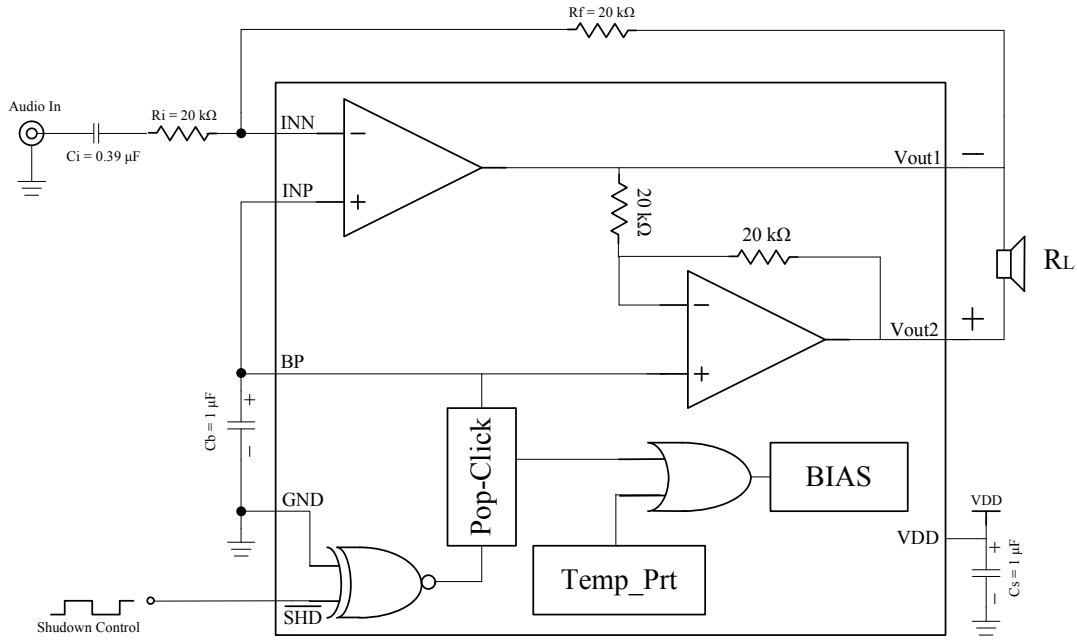 Rf = 20 kΩ
Audio In
Ri = 20 kΩ
Ci = 0.39 µF
INN
−
INP
+
Vout1
−
20 kΩ
20 kΩ
RL
−
Vout2
+
BP
+
Cb = 1 µF
+
−
Pop-Click
BIAS
GND
VDD
VDD
+
Cs = 1 µF
−
Temp_Prt
SHD
Shudown Control